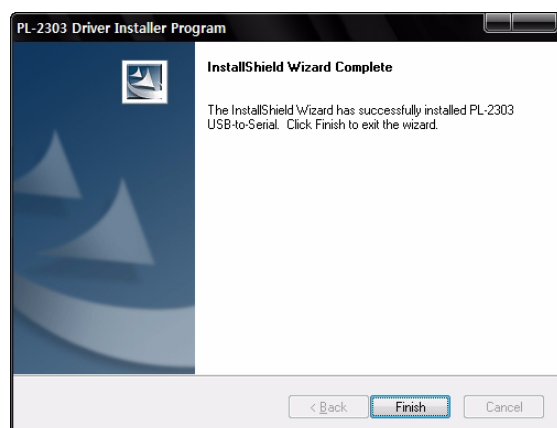 PL-2303 Driver Installer Program
InstallShield Wizard Complete
The InstallShield Wizard has successfully installed PL-2303
USB-to-Serial. Click Finish to exit the wizard.
< Back
Finish
Cancel